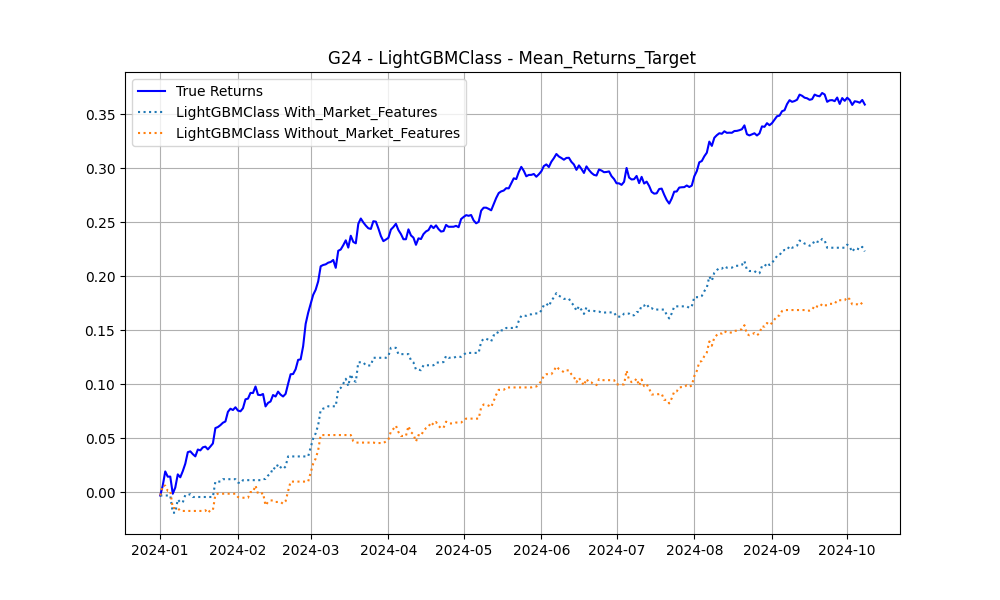 G24 - LightGBMClass - Mean_Returns_Target
True Returns
LightGBMClass With_Market_Features
LightGBMClass Without_Market_Features
0.35
0.30
0.25
0.20
0.15
0.10
0.05
0.00
2024-01 2024-02 2024-03 2024-04 2024-05 2024-06 2024-07 2024-08 2024-09 2024-10